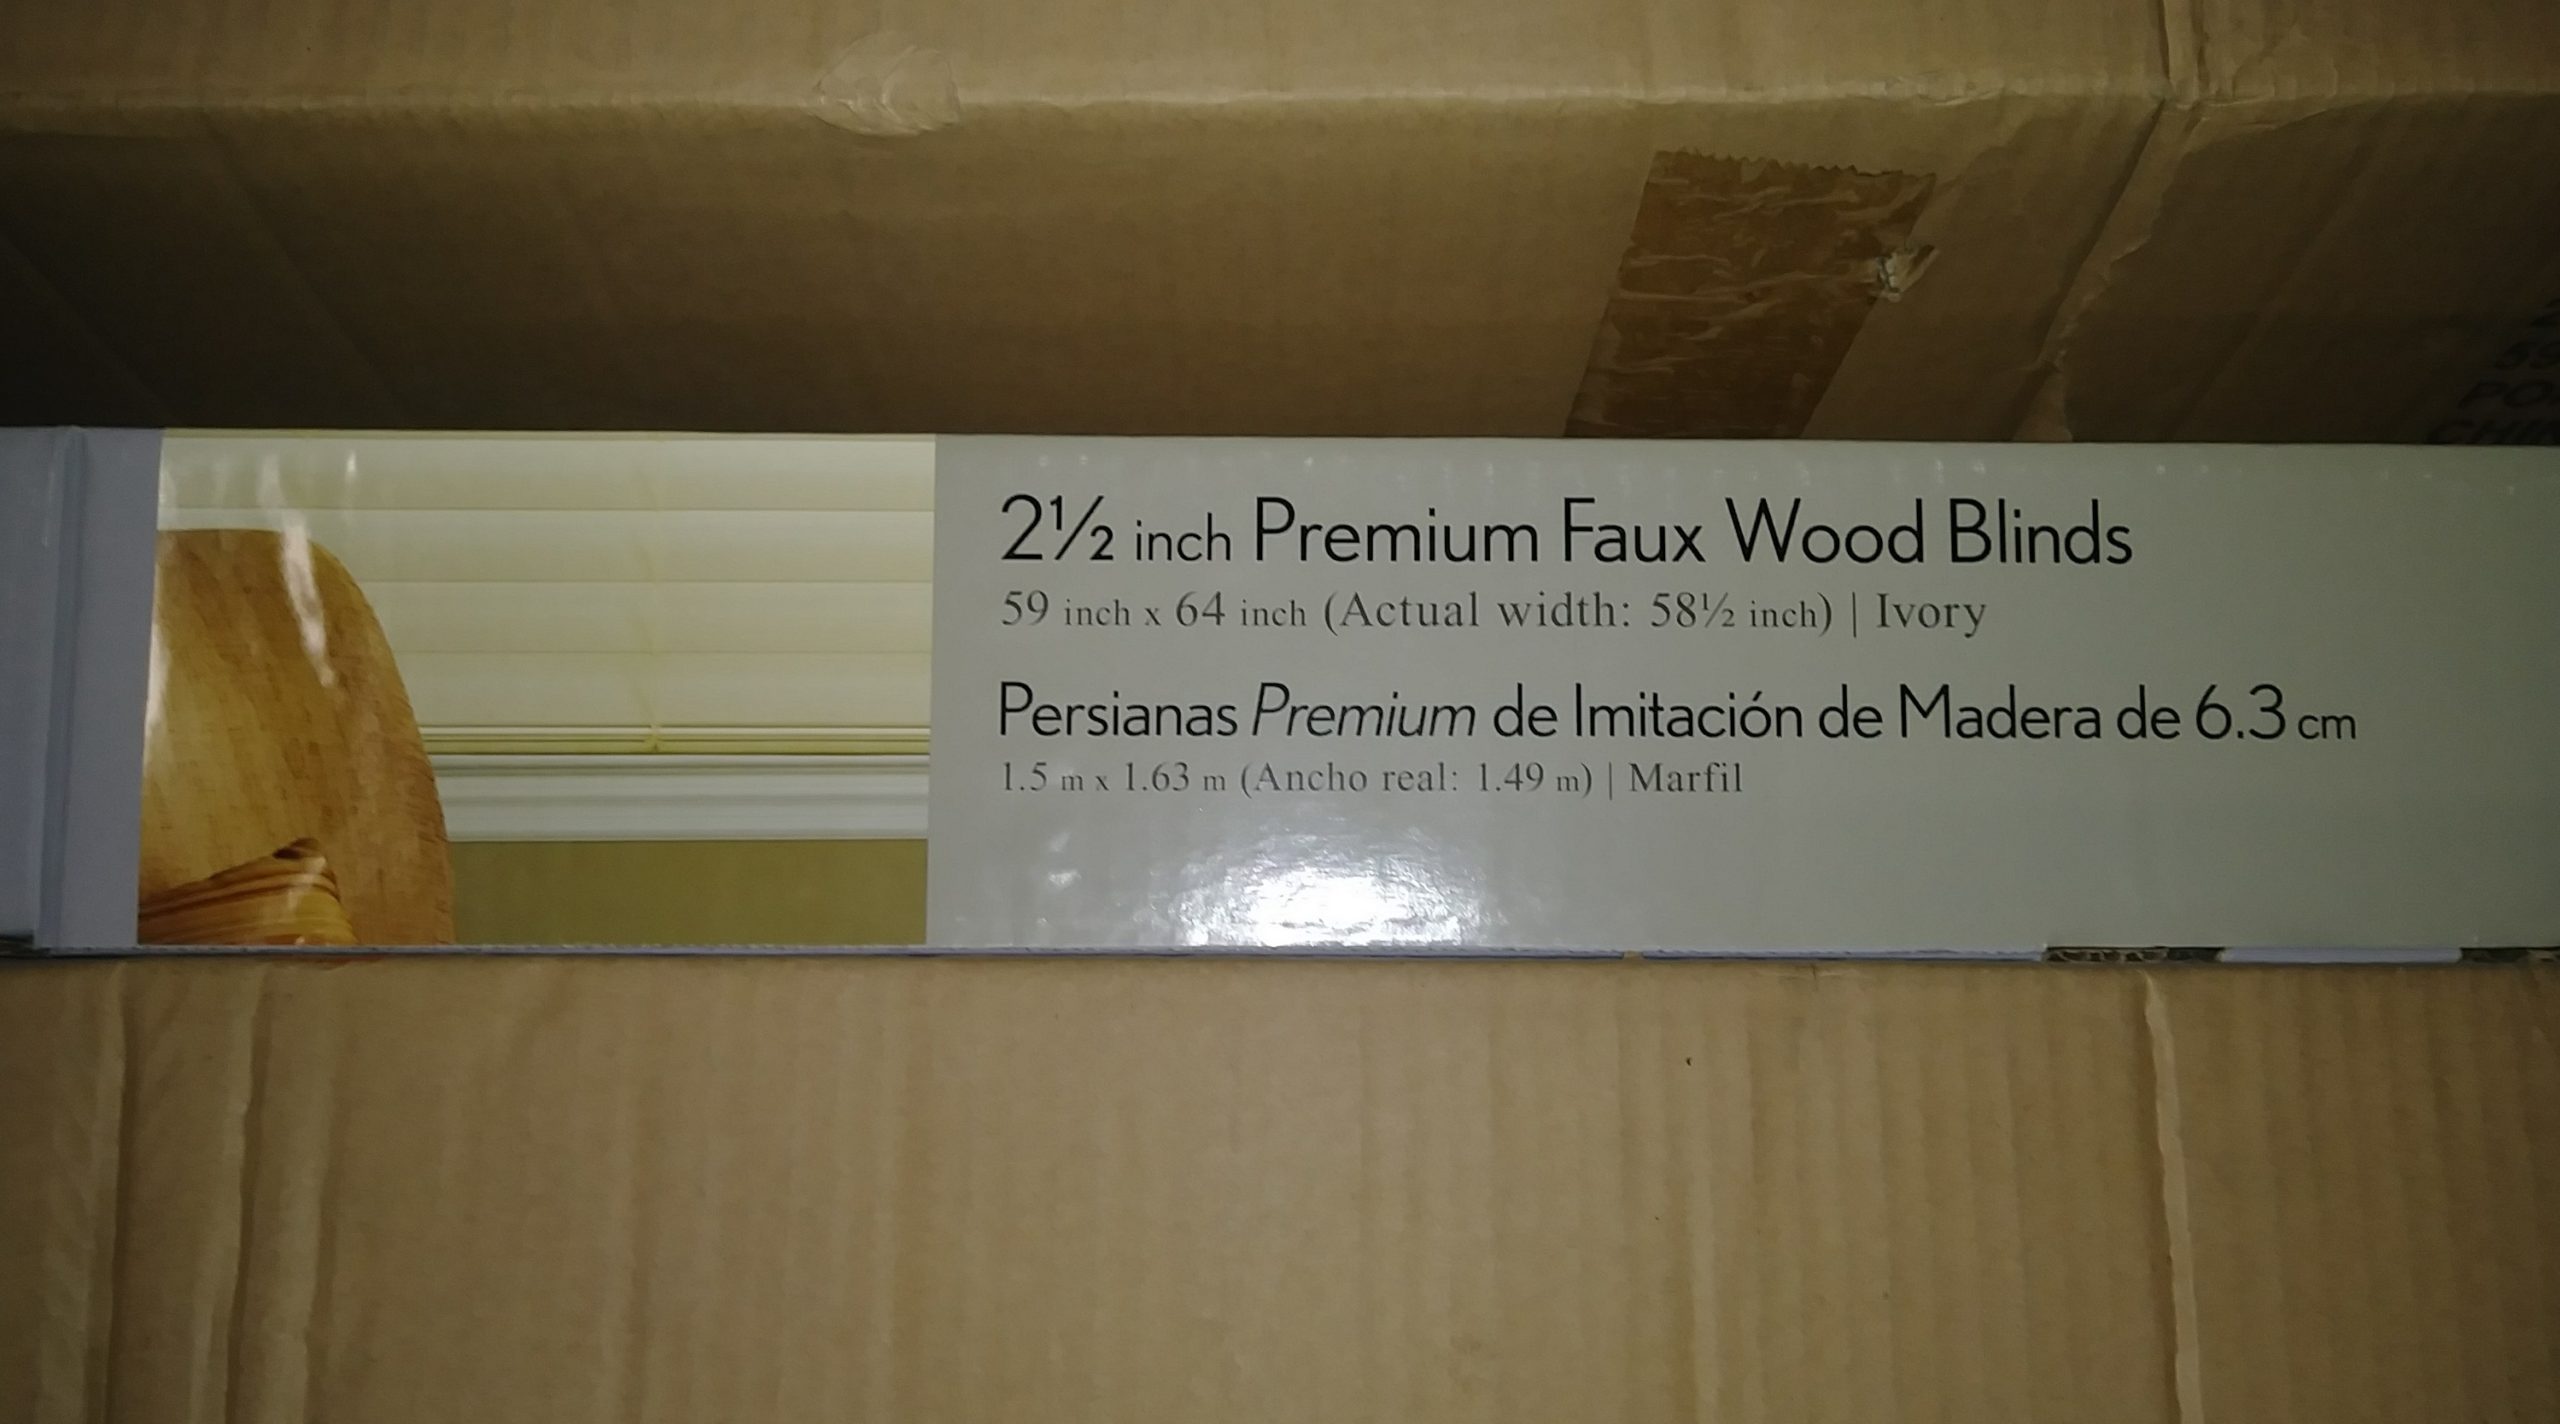 2½ inch Premium Faux Wood Blinds
59 inch x 64 inch (Actual width: 58½ inch) | Ivory
Persianas Premium de Imitación de Madera de 6.3 cm
1.5 m x 1.63 m (Ancho real: 1.49 m) | Marfil